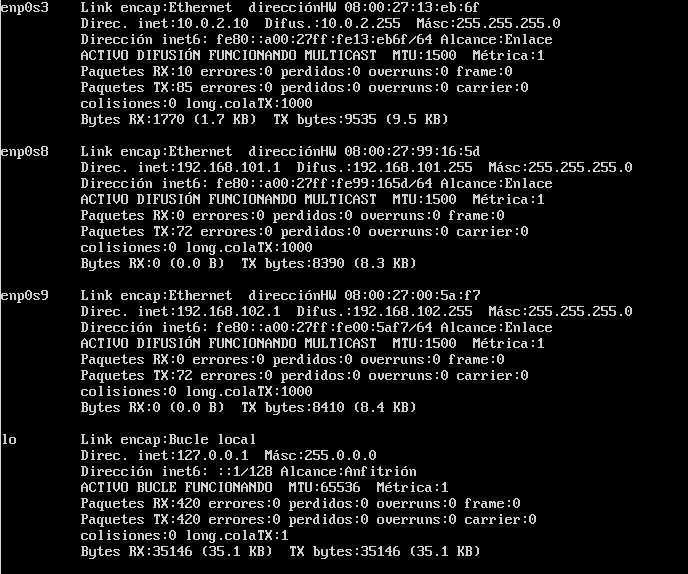 enp0s3 Link encap:Ethernet direcciónHW 08:00:27:13:eb:6f
Direc. inet:10.0.2.10 Difus.:10.0.2.255 Másc:255.255.255.0
Dirección inet6: fe80::a00:27ff:fe13:eb6f/64 Alcance:Enlace
ACTIVO DIFUSIÓN FUNCIONANDO MULTICAST MTU:1500 Métrica:1
Paquetes RX:10 errores:0 perdidos:0 overruns:0 frame:0
Paquetes TX:85 errores:0 perdidos:0 overruns:0 carrier:0
colisiones:0 long.colaTX:1000
Bytes RX:1770 (1.7 KB) TX bytes:9535 (9.5 KB)
enp0s8 Link encap:Ethernet direcciónHW 08:00:27:99:16:5d
Direc. inet:192.168.101.1 Difus.:192.168.101.255 Másc:255.255.255.0
Dirección inet6: fe80::a00:27ff:fe99:165d/64 Alcance:Enlace
ACTIVO DIFUSIÓN FUNCIONANDO MULTICAST MTU:1500 Métrica:1
Paquetes RX:0 errores:0 perdidos:0 overruns:0 frame:0
Paquetes TX:72 errores:0 perdidos:0 overruns:0 carrier:0
colisiones:0 long.colaTX:1000
Bytes RX:0 (0.0 B) TX bytes:8390 (8.3 KB)
enp0s9 Link encap:Ethernet direcciónHW 08:00:27:00:5a:f7
Direc. inet:192.168.102.1 Difus.:192.168.102.255 Másc:255.255.255.0
Dirección inet6: fe80::a00:27ff:fe00:5af7/64 Alcance:Enlace
ACTIVO DIFUSIÓN FUNCIONANDO MULTICAST MTU:1500 Métrica:1
Paquetes RX:0 errores:0 perdidos:0 overruns:0 frame:0
Paquetes TX:72 errores:0 perdidos:0 overruns:0 carrier:0
colisiones:0 long.colaTX:1000
Bytes RX:0 (0.0 B) TX bytes:8410 (8.4 KB)
lo Link encap:Bucle local
Direc. inet:127.0.0.1 Másc:255.0.0.0
Dirección inet6: ::1/128 Alcance:Anfitrión
ACTIVO BUCLE FUNCIONANDO MTU:65536 Métrica:1
Paquetes RX:420 errores:0 perdidos:0 overruns:0 frame:0
Paquetes TX:420 errores:0 perdidos:0 overruns:0 carrier:0
colisiones:0 long.colaTX:1
Bytes RX:35146 (35.1 KB) TX bytes:35146 (35.1 KB)